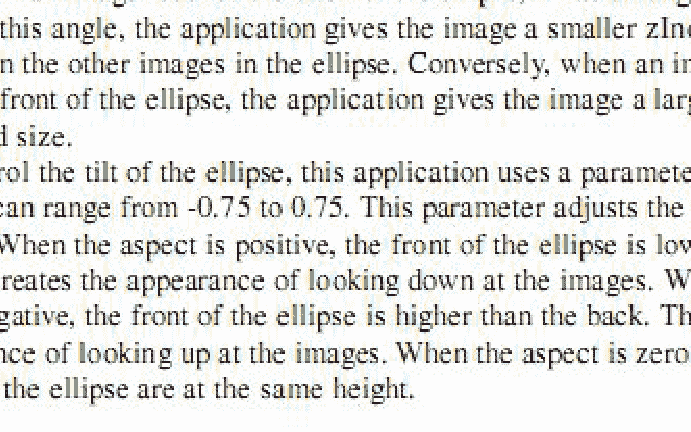 this angle, the application gives the image a smaller zInd
n the other images in the ellipse. Conversely, when an in
front of the ellipse, the application gives the image a larg
d size.
rol the tilt of the ellipse, this application uses a paramete
can range from -0.75 to 0.75. This parameter adjusts the
When the aspect is positive, the front of the ellipse is low
reates the appearance of looking down at the images. W
gative, the front of the ellipse is higher than the back. Th
nce of looking up at the images. When the aspect is zero
the ellipse are at the same height.